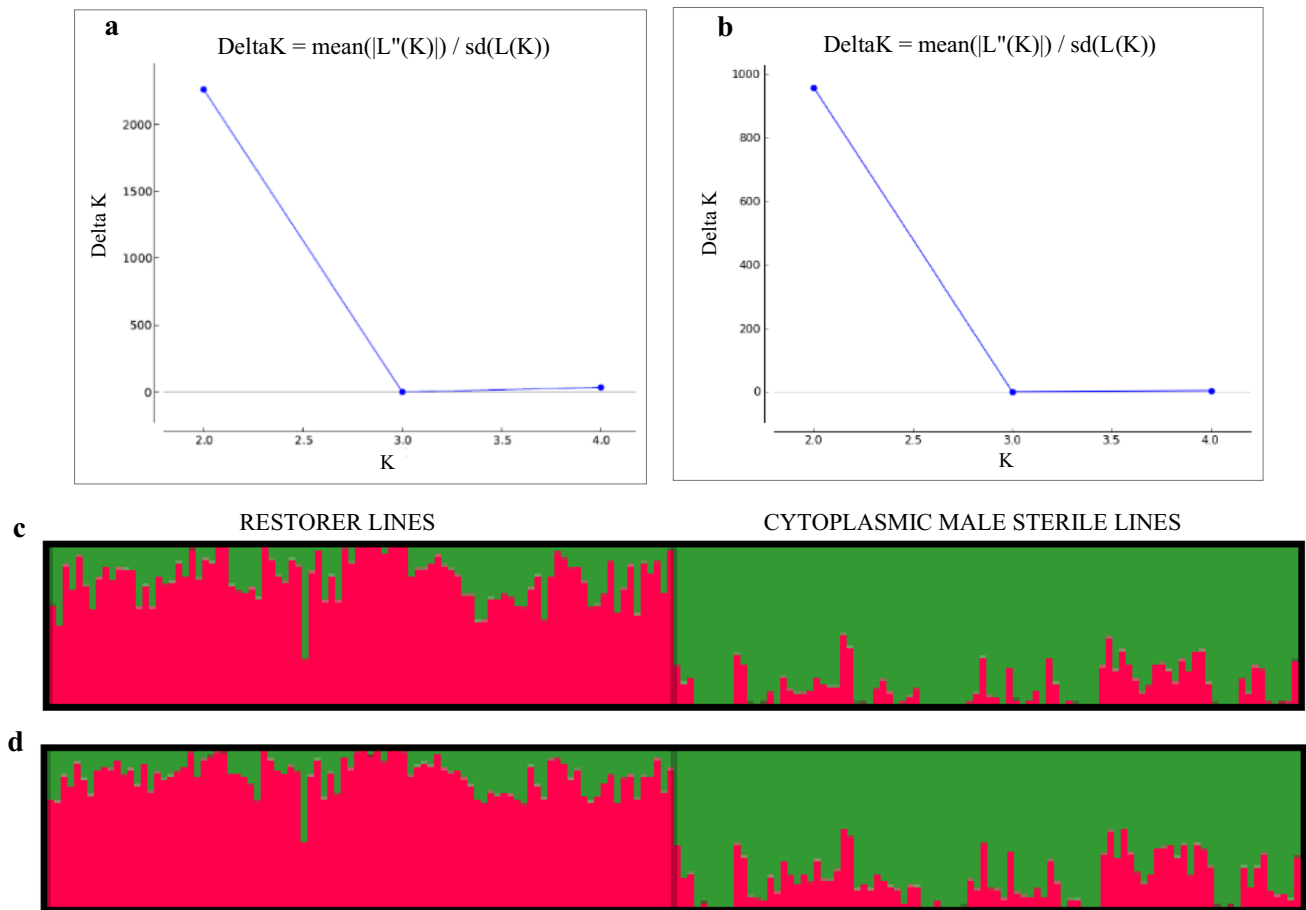 a
DeltaK = mean(|L"(K)|) / sd(L(K))
2000
1500
1000
500
0
Delta K
2.0 2.5 3.0 3.5 4.0
K
b
DeltaK = mean(|L"(K)|) / sd(L(K))
1000
800
600
400
200
0
Delta K
2.0 2.5 3.0 3.5 4.0
K
c
RESTORER LINES
CYTOPLASMIC MALE STERILE LINES
d